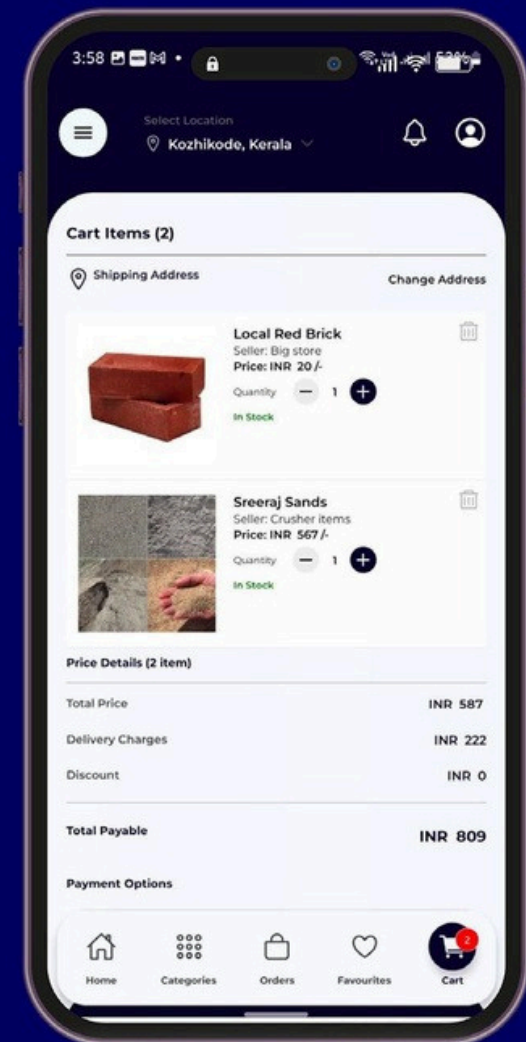 3:58
Select Location
Kozhikode, Kerala
Cart Items (2)
Shipping Address
Change Address
Local Red Brick
Seller: Big store
Price: INR 20 /-
Quantity 1
In Stock
Sreeraj Sands
Seller: Crusher items
Price: INR 567 /-
Quantity 1
In Stock
Price Details (2 item)
Total Price INR 587
Delivery Charges INR 222
Discount INR 0
Total Payable INR 809
Payment Options
2
Home Categories Orders Favourites Cart